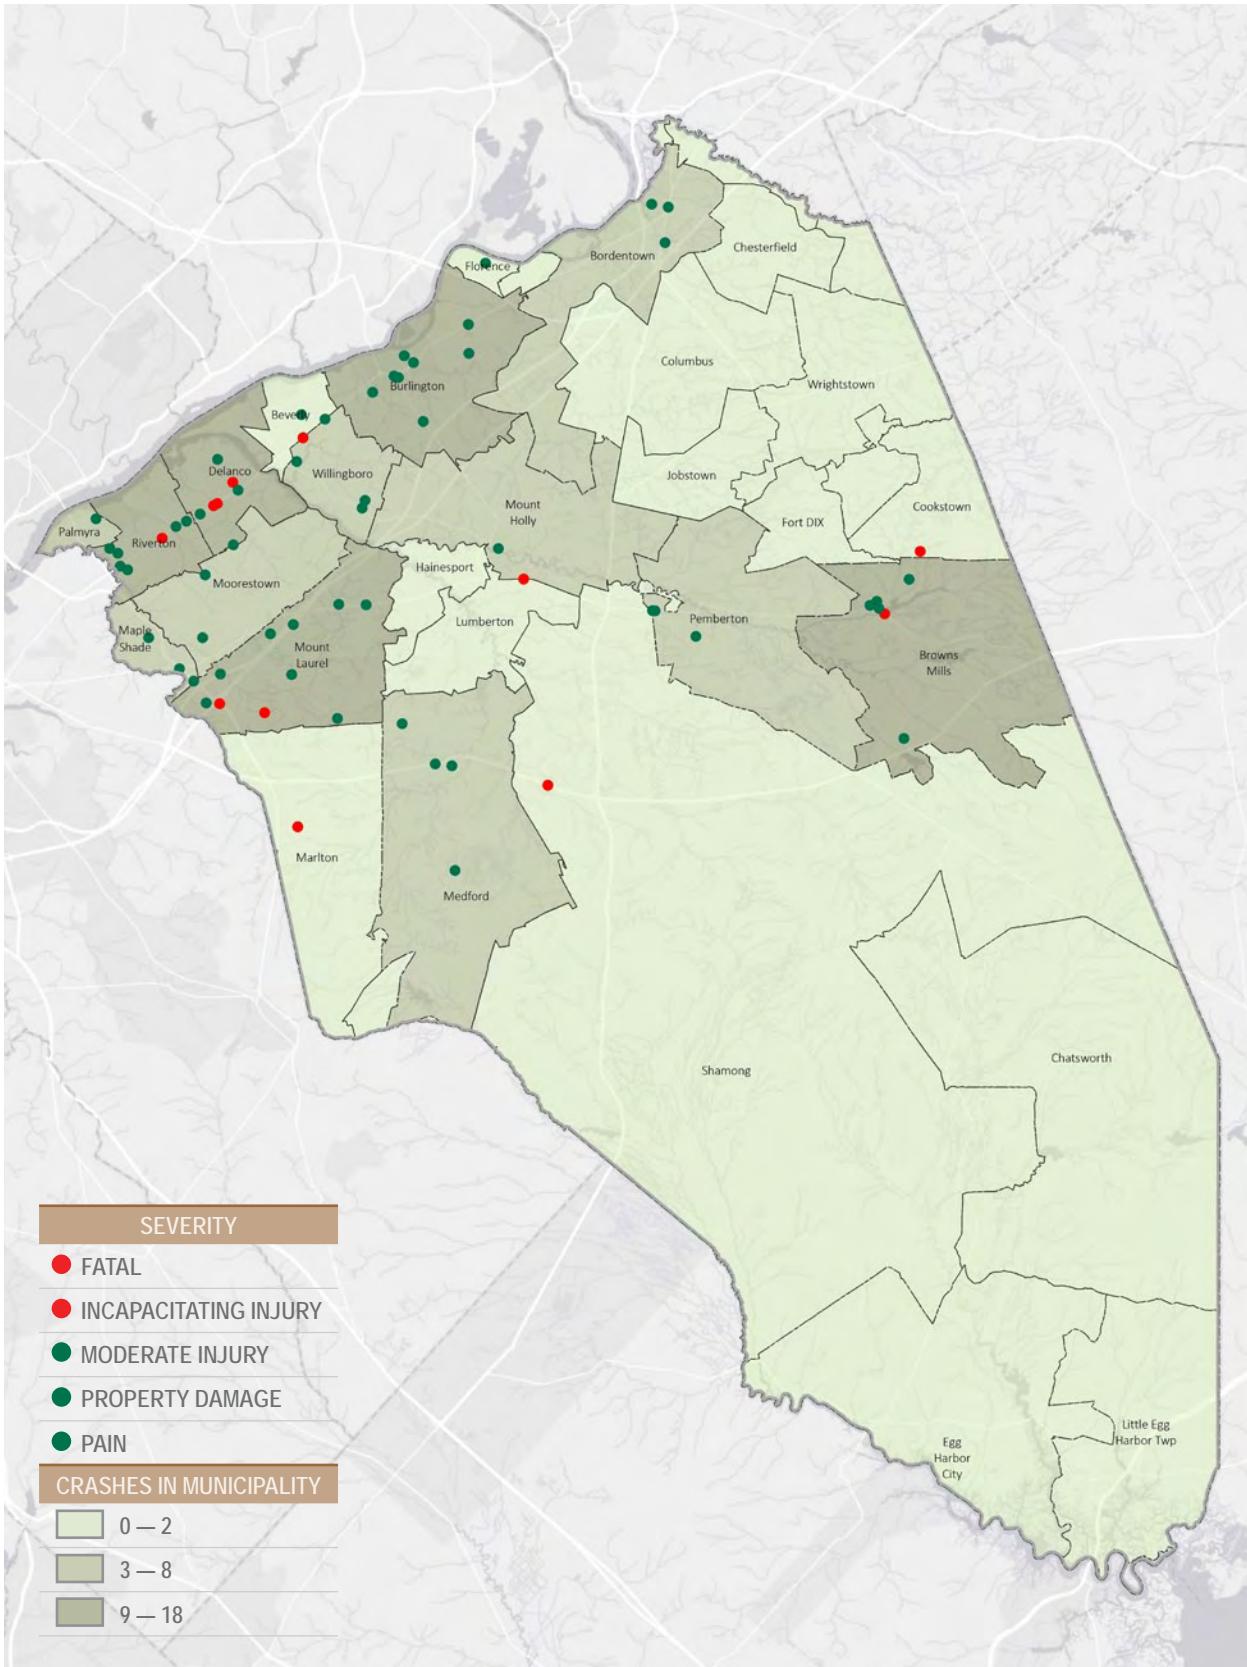 Chesterfield
Bordentown
Florence
Columbus
Wrightstown
Burlington
Beverly
Delanco
Willingboro
Jobstown
Cookstown
Mount
Holly
Fort DIX
Palmyra
Riverton
Hainesport
Moorestown
Lumberton
Pemberton
Maple
Shade
Mount
Laurel
Browns
Mills
Marlton
Medford
Chatsworth
Shamong
SEVERITY
FATAL
INCAPACITATING INJURY
MODERATE INJURY
PROPERTY DAMAGE
PAIN
CRASHES IN MUNICIPALITY
0 — 2
3 — 8
9 — 18
Little Egg
Harbor Twp
Egg
Harbor
City